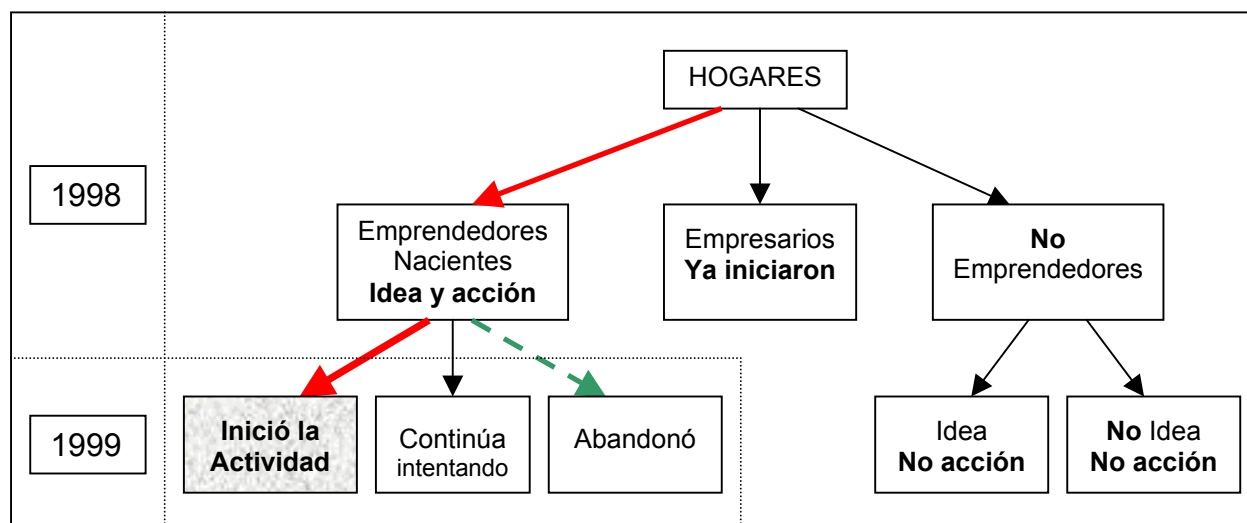 HOGARES
1998
Emprendedores
Nacientes
Idea y acción
Empresarios
Ya iniciaron
No
Emprendedores
1999
Inició la
Actividad
Continúa
intentando
Abandonó
Idea
No acción
No Idea
No acción